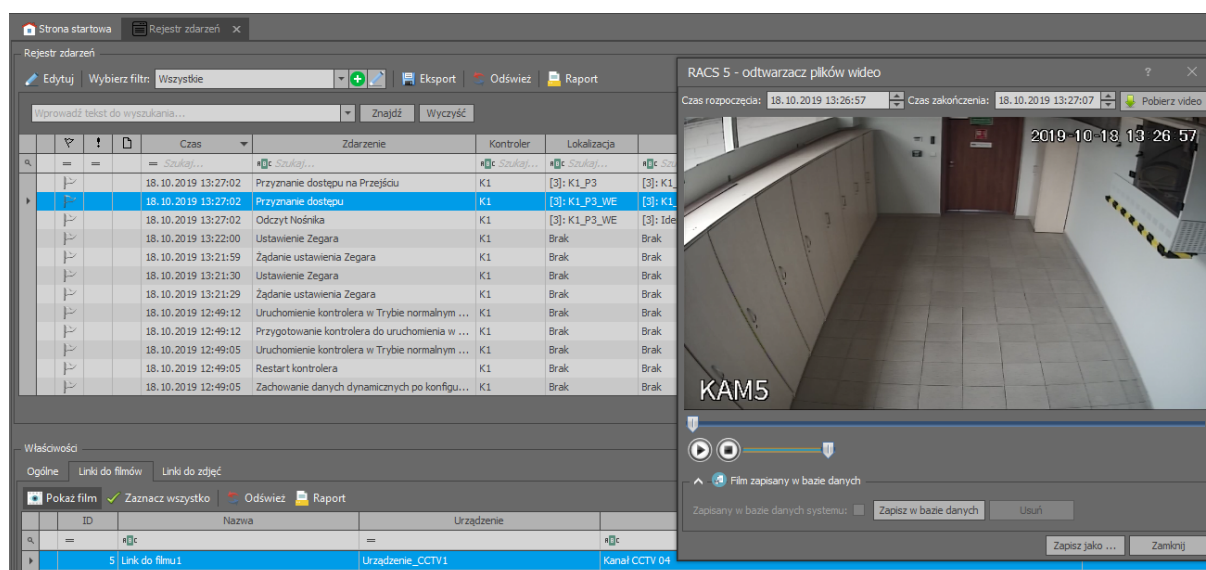 Strona startowa Rejestr zdarzeń
Rejestr zdarzeń
Edytuj Wybierz filtr: Wszystkie Eksport Odśwież Raport
Wprowadź tekst do wyszukania... Znajdź Wyczyść
Czas Zdarzenie Kontroler Lokalizacja
= = = Szukaj... Szukaj... Szukaj... Szukaj...
18.10.2019 13:27:02 Przyznanie dostępu na Przejściu K1 [3]: K1_P3 [3]: K1_
18.10.2019 13:27:02 Przyznanie dostępu K1 [3]: K1_P3_WE [3]: K1_
18.10.2019 13:27:02 Odczyt Nośnika K1 [3]: K1_P3_WE [3]: Ide
18.10.2019 13:22:00 Ustawienie Zegara K1 Brak Brak
18.10.2019 13:21:59 Żądanie ustawienia Zegara K1 Brak Brak
18.10.2019 13:21:30 Ustawienie Zegara K1 Brak Brak
18.10.2019 13:21:29 Żądanie ustawienia Zegara K1 Brak Brak
18.10.2019 12:49:12 Uruchomienie kontrolera w Trybie normalnym ... K1 Brak Brak
18.10.2019 12:49:12 Przygotowanie kontrolera do uruchomienia w ... K1 Brak Brak
18.10.2019 12:49:05 Uruchomienie kontrolera w Trybie normalnym ... K1 Brak Brak
18.10.2019 12:49:05 Restart kontrolera K1 Brak Brak
18.10.2019 12:49:05 Zachowanie danych dynamicznych po konfigu... K1 Brak Brak
Właściwości
Ogólne Linki do filmów Linki do zdjęć
Pokaż film Zaznacz wszystko Odśwież Raport
ID Nazwa Urządzenie
= =
5 Link do filmu1 Urządzenie_CCTV1 Kanał CCTV 04
RACS 5 - odtwarzacz plików wideo ?
Czas rozpoczęcia: 18.10.2019 13:26:57 Czas zakończenia: 18.10.2019 13:27:07 Pobierz video
2019-10-18 13 26 57
KAM5
Film zapisany w bazie danych
Zapisany w bazie danych systemu: Zapisz w bazie danych Usuń
Zapisz jako ... Zamknij